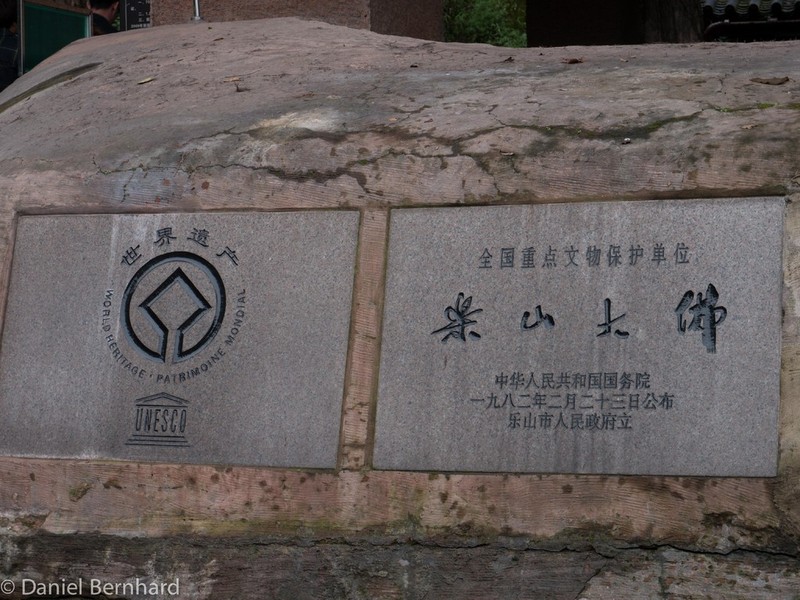 世界遺产
WORLD HERITAGE · PATRIMOINE MONDIAL
UNESCO
全国重点文物保护单位
乐山大佛
中华人民共和国国务院
一九八二年二月二十三日公布
乐山市人民政府立
© Daniel Bernhard